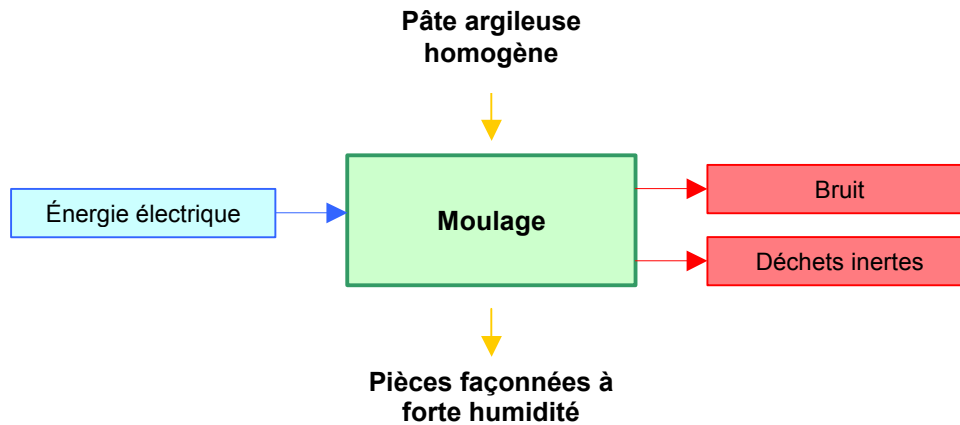 Pâte argileuse
homogène
Énergie électrique
Moulage
Bruit
Déchets inertes
Pièces façonnées à
forte humidité